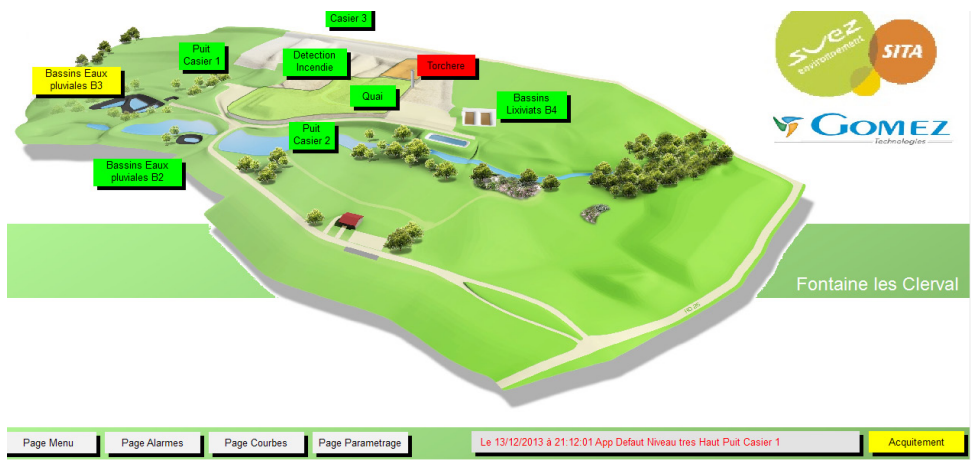 Casier 3
Puit
Casier 1
Detection
Incendie
Torchere
Bassins Eaux
pluviales B3
Quai
Bassins
Lixiviats B4
Puit
Casier 2
Bassins Eaux
pluviales B2
suez
environnement
SITA
GOMEZ
Technologies
Fontaine les Clerval
Page Menu
Page Alarmes
Page Courbes
Page Parametrage
Le 13/12/2013 à 21:12:01 App Defaut Niveau tres Haut Puit Casier 1
Acquitement